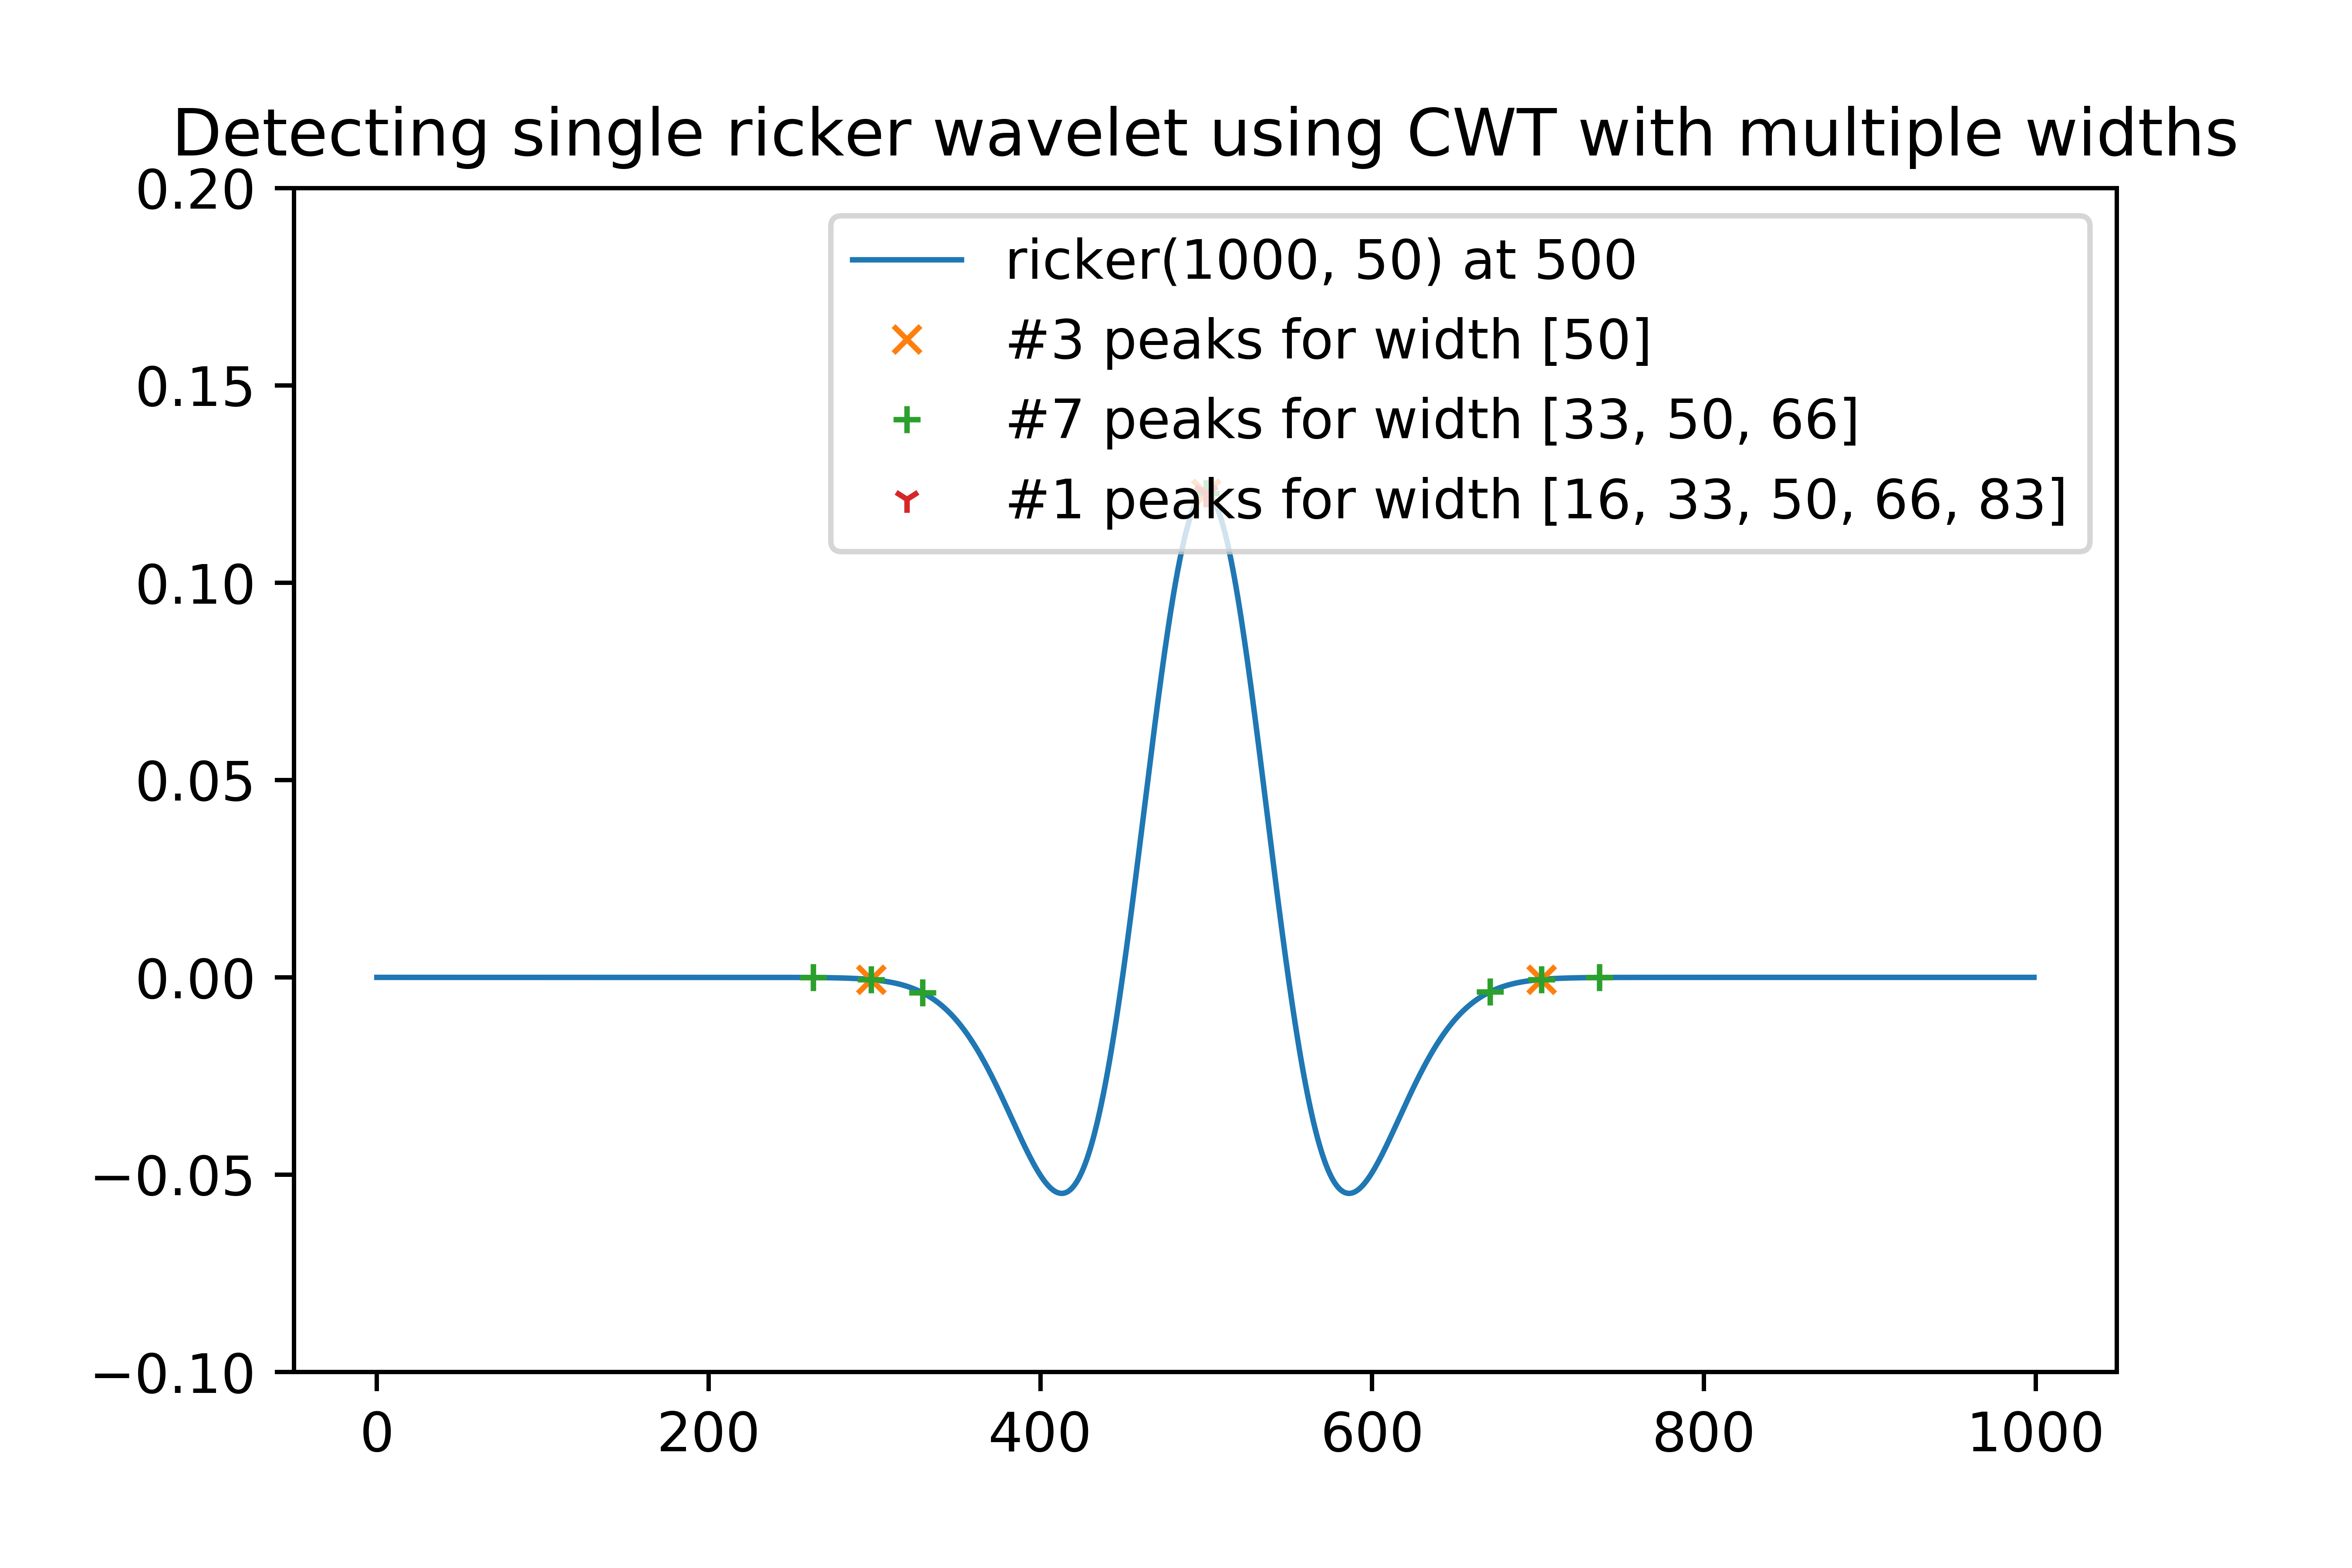 Detecting single ricker wavelet using CWT with multiple widths
0.20
0.15
0.10
0.05
0.00
−0.05
−0.10
ricker(1000, 50) at 500
#3 peaks for width [50]
#7 peaks for width [33, 50, 66]
#1 peaks for width [16, 33, 50, 66, 83]
0 200 400 600 800 1000